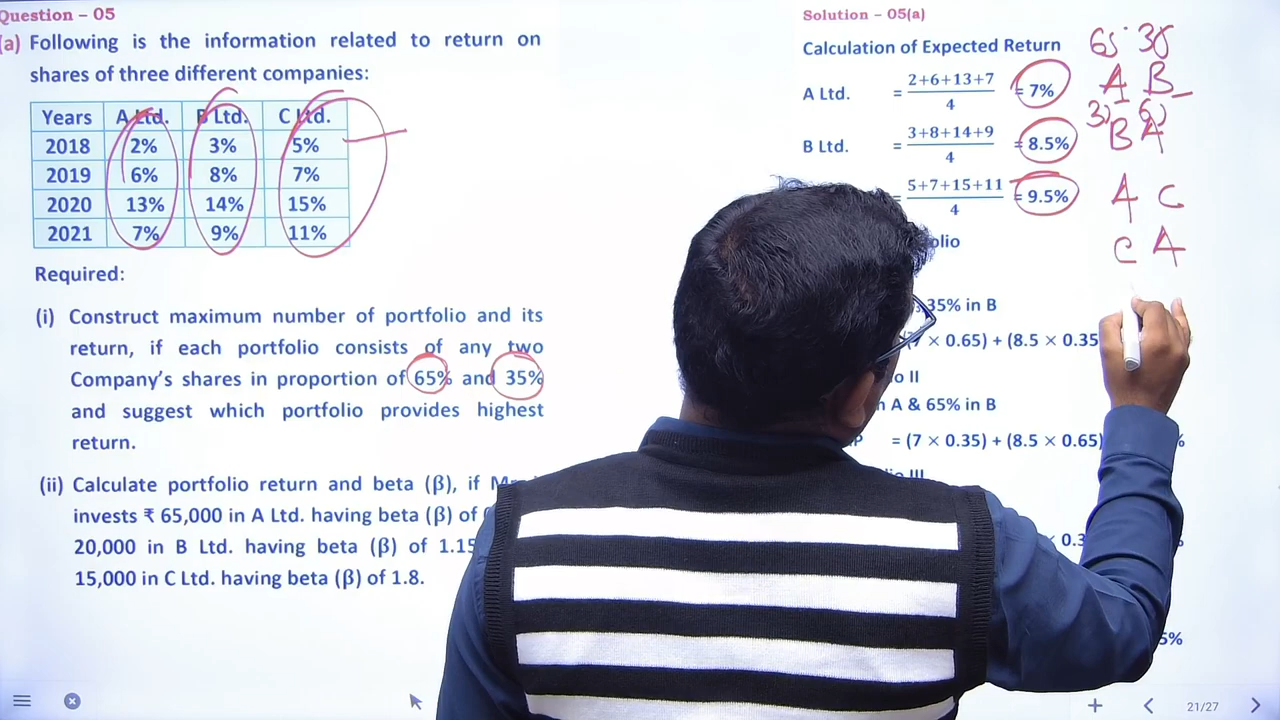 Question – 05
(a) Following is the information related to return on
shares of three different companies:
Years A Ltd. B Ltd. C Ltd.
2018 2% 3% 5%
2019 6% 8% 7%
2020 13% 14% 15%
2021 7% 9% 11%
Required:
(i) Construct maximum number of portfolio and its
return, if each portfolio consists of any two
Company's shares in proportion of 65% and 35%
and suggest which portfolio provides highest
return.
(ii) Calculate portfolio return and beta (β), if
invests ₹ 65,000 in A Ltd. having beta (β) of
20,000 in B Ltd. having beta (β) of 1.15
15,000 in C Ltd. having beta (β) of 1.8.
Solution – 05(a)
Calculation of Expected Return
A Ltd. = 2+6+13+7 / 4 = 7%
B Ltd. = 3+8+14+9 / 4 = 8.5%
= 5+7+15+11 / 4 = 9.5%
35% in B
(7 × 0.65) + (8.5 × 0.35
II
A & 65% in B
= (7 × 0.35) + (8.5 × 0.65) %
III
65 35
A B
B A
A C
C A
21/27